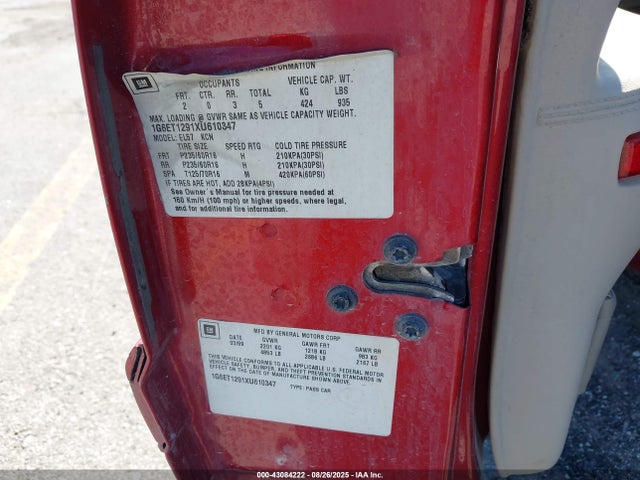 GM
INFORMATION
OCCUPANTS VEHICLE CAP. WT.
FRT. CTR. RR. TOTAL KG LBS
2 0 3 5 424 935
MAX. LOADING @ GVWR SAME AS VEHICLE CAPACITY WEIGHT.
1G6ET1291XU610347
MODEL: EL57 KCN
TIRE SIZE SPEED RTG COLD TIRE PRESSURE
FRT P235/60R16 H 210KPA(30PSI)
RR P235/60R16 H 210KPA(30PSI)
SPA T125/70R16 M 420KPA(60PSI)
IF TIRES ARE HOT, ADD 28KPA(4PSI)
See Owner's Manual for tire pressure needed at
160 Km/H (100 mph) or higher speeds, where legal,
and for additional tire information.
GM
MFD BY GENERAL MOTORS CORP
DATE GVWR GAWR FRT GAWR RR
03/99 2201 KG 1218 KG 983 KG
4853 LB 2686 LB 2167 LB
THIS VEHICLE CONFORMS TO ALL APPLICABLE U.S. FEDERAL MOTOR
VEHICLE SAFETY, BUMPER, AND THEFT PREVENTION STANDARDS IN
EFFECT ON THE DATE OF MANUFACTURE SHOWN ABOVE.
1G6ET1291XU610347 TYPE: PASS CAR
000-43084222 - 08/26/2025 - IAA Inc.